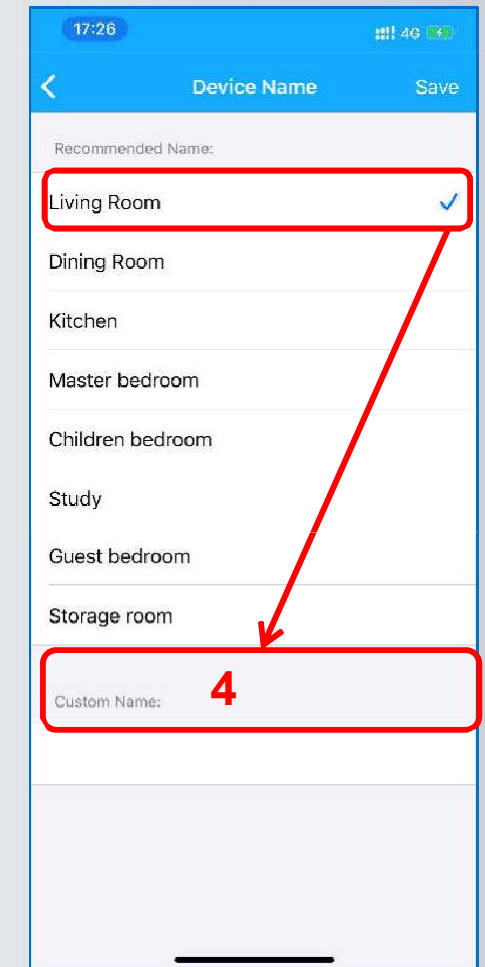 17:26
4G
Device Name
Save
Recommended Name:
Living Room
Dining Room
Kitchen
Master bedroom
Children bedroom
Study
Guest bedroom
Storage room
4
Custom Name: